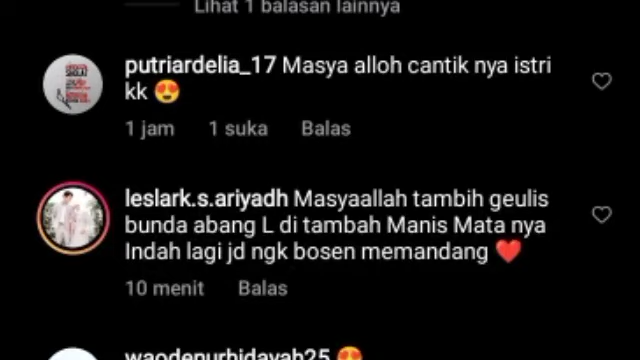 Lihat 1 balasan lainnya
putriardelia_17 Masya alloh cantik nya istri
kk 😍
1 jam 1 suka Balas
leslark.s.ariyadh Masyaallah tambih geulis
bunda abang L di tambah Manis Mata nya
Indah lagi jd ngk bosen memandang ❤️
10 menit Balas
waodenurhidayah25 😍